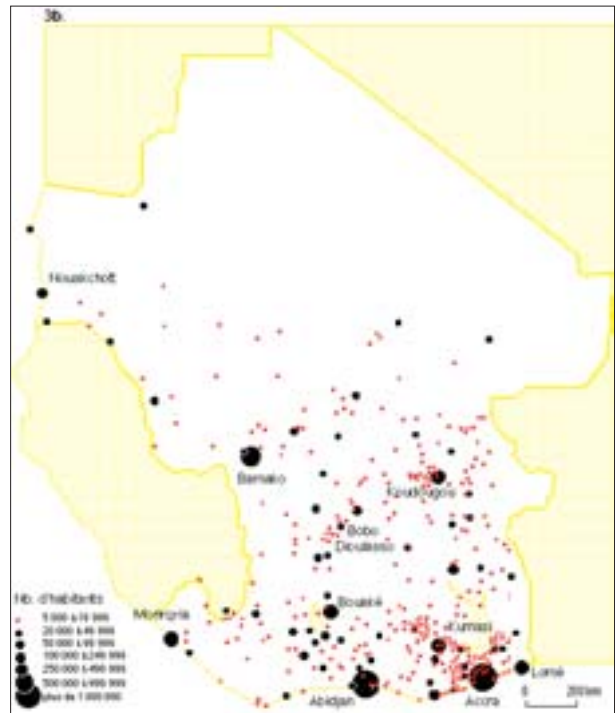 3b.
Nouakchott
Bamako
Koudougou
Bobo
Dioulasso
Bouaké
Monrovia
Kumasi
Lomé
Abidjan
Accra
Nb. d'habitants
5 000 à 19 999
20 000 à 49 999
50 000 à 99 999
100 000 à 249 999
250 000 à 499 999
500 000 à 999 999
plus de 1 000 000
0 200 km